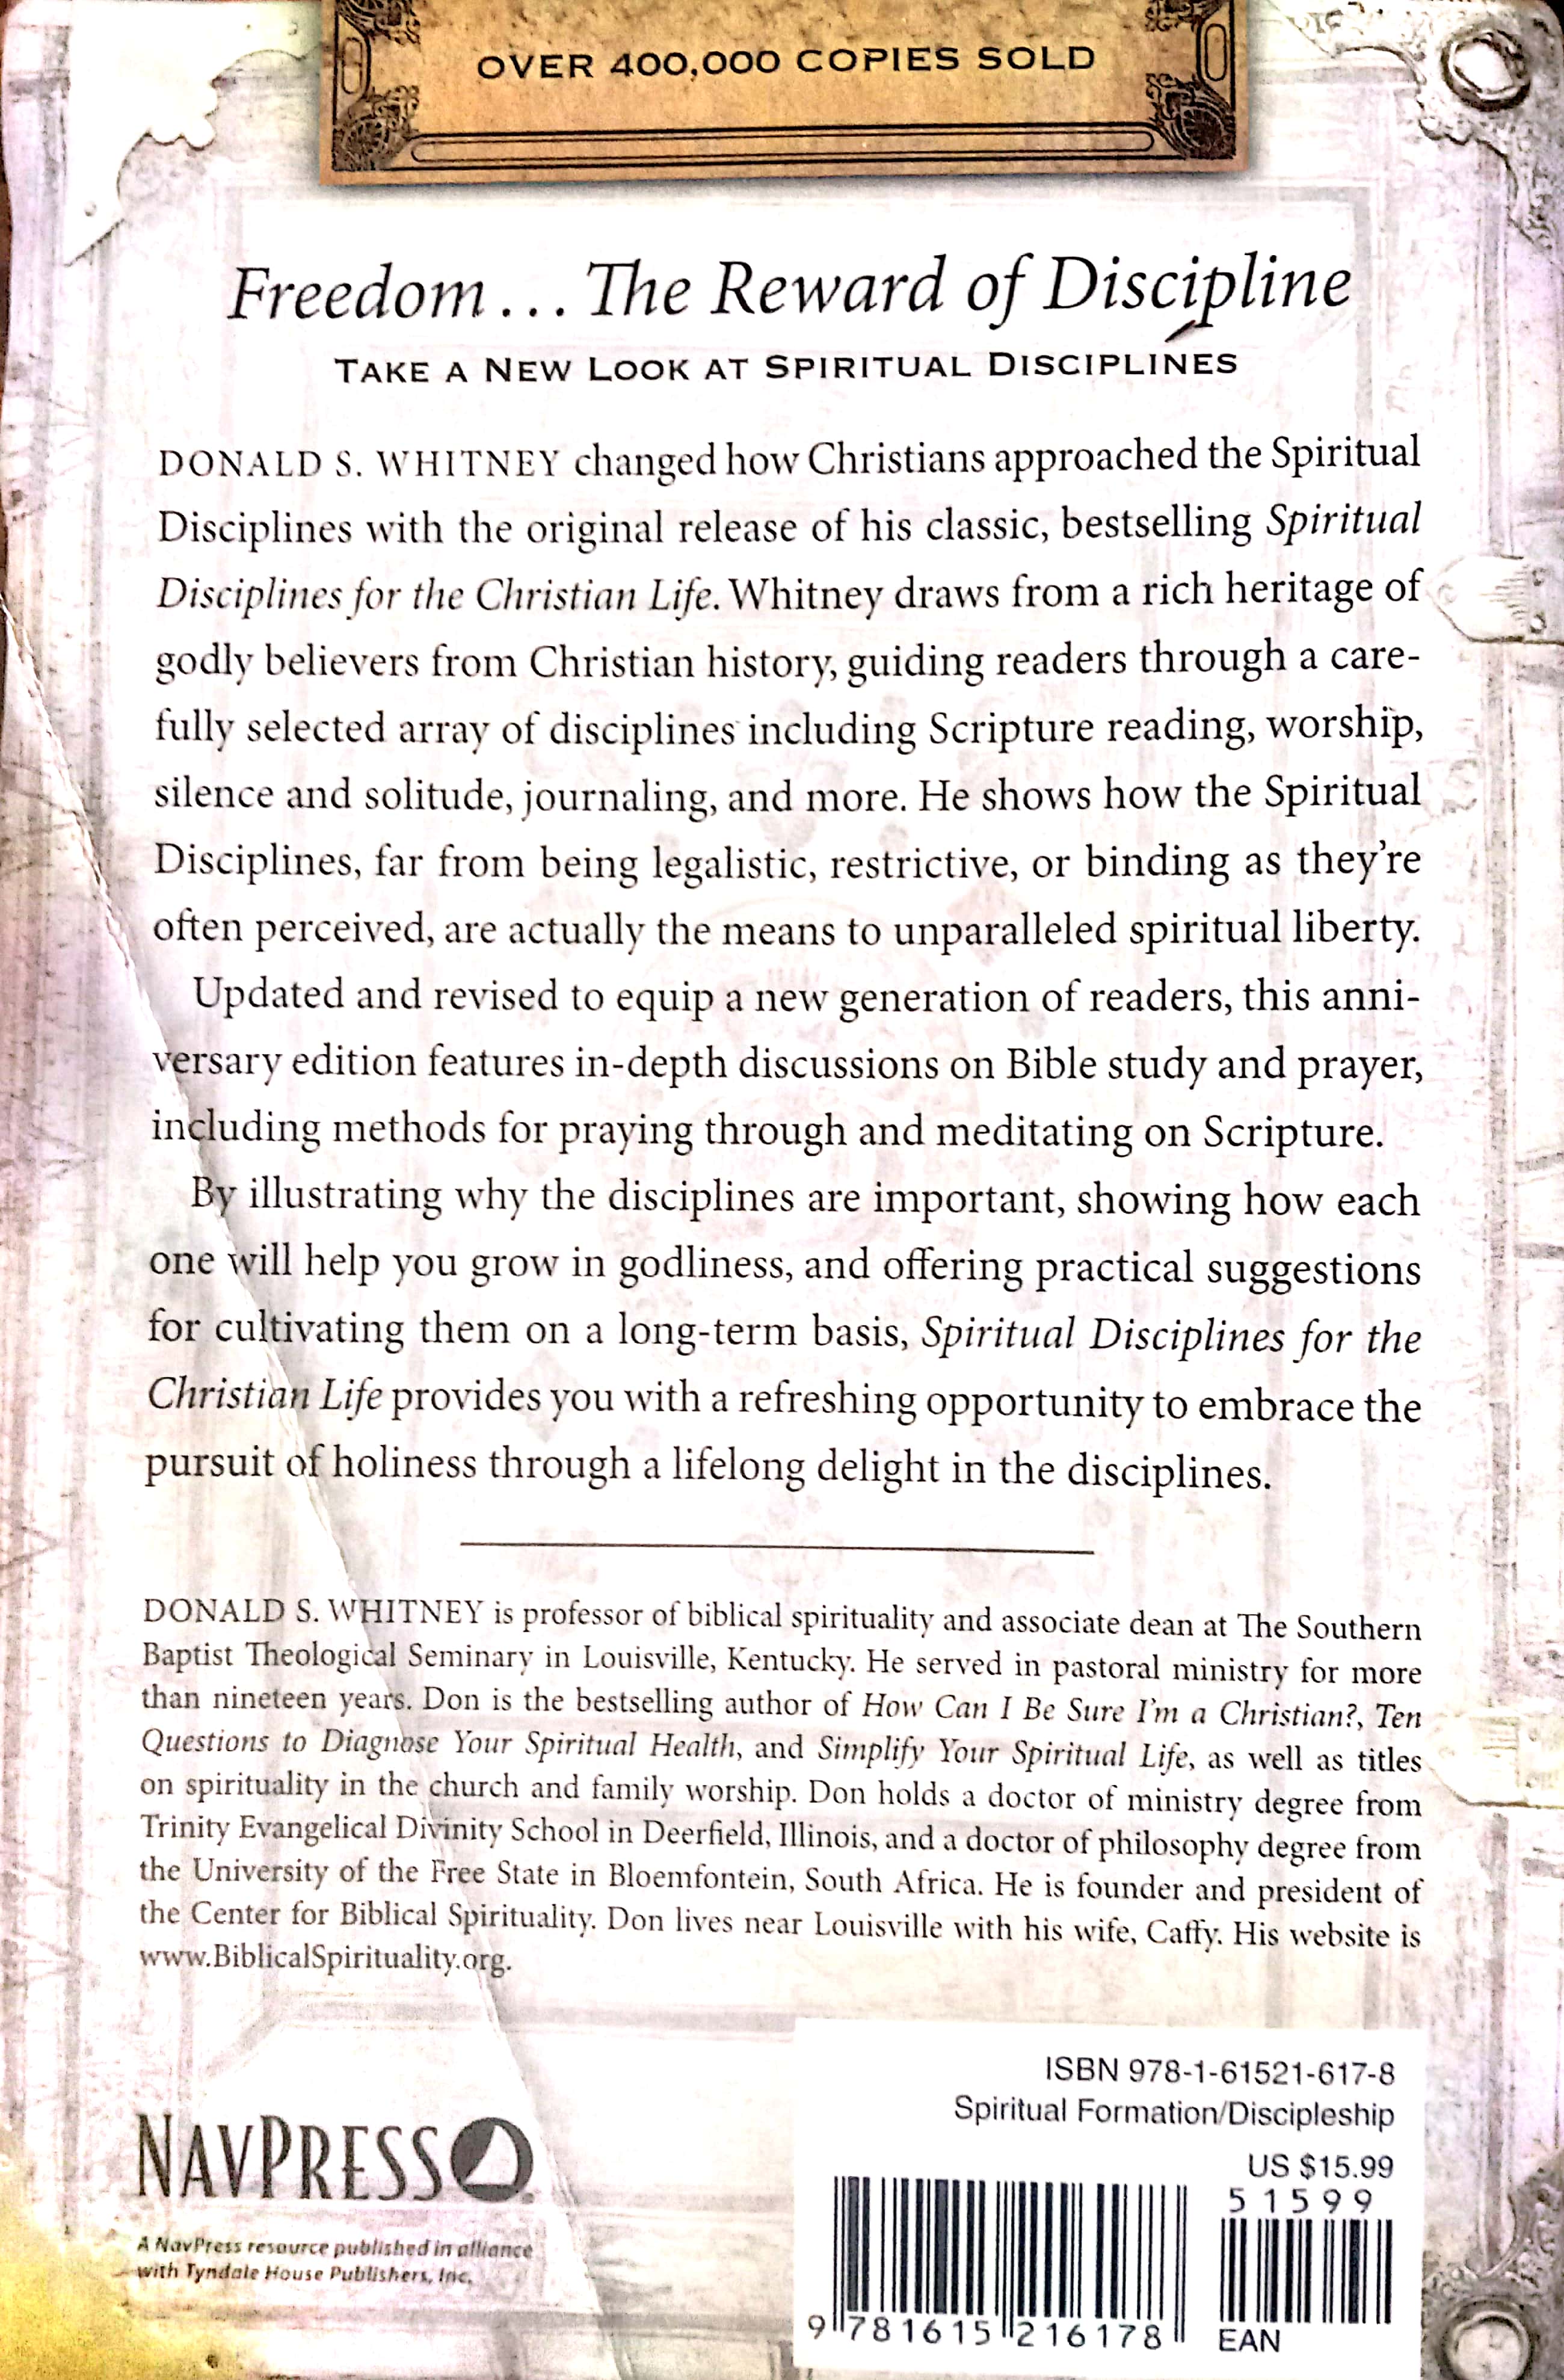 OVER 400,000 COPIES SOLD
Freedom... The Reward of Discipline
TAKE A NEW LOOK AT SPIRITUAL DISCIPLINES
DONALD S. WHITNEY changed how Christians approached the Spiritual
Disciplines with the original release of his classic, bestselling Spiritual
Disciplines for the Christian Life. Whitney draws from a rich heritage of
godly believers from Christian history, guiding readers through a care-
fully selected array of disciplines including Scripture reading, worship,
silence and solitude, journaling, and more. He shows how the Spiritual
Disciplines, far from being legalistic, restrictive, or binding as they're
often perceived, are actually the means to unparalleled spiritual liberty.
Updated and revised to equip a new generation of readers, this anni-
versary edition features in-depth discussions on Bible study and prayer,
including methods for praying through and meditating on Scripture.
By illustrating why the disciplines are important, showing how each
one will help you grow in godliness, and offering practical suggestions
for cultivating them on a long-term basis, Spiritual Disciplines for the
Christian Life provides you with a refreshing opportunity to embrace the
pursuit of holiness through a lifelong delight in the disciplines.
DONALD S. WHITNEY is professor of biblical spirituality and associate dean at The Southern
Baptist Theological Seminary in Louisville, Kentucky. He served in pastoral ministry for more
than nineteen years. Don is the bestselling author of How Can I Be Sure I'm a Christian?, Ten
Questions to Diagnose Your Spiritual Health, and Simplify Your Spiritual Life, as well as titles
on spirituality in the church and family worship. Don holds a doctor of ministry degree from
Trinity Evangelical Divinity School in Deerfield, Illinois, and a doctor of philosophy degree from
the University of the Free State in Bloemfontein, South Africa. He is founder and president of
the Center for Biblical Spirituality. Don lives near Louisville with his wife, Caffy. His website is
www.BiblicalSpirituality.org.
NAVPRESS
A NavPress resource published in alliance
with Tyndale House Publishers, Inc.
ISBN 978-1-61521-617-8
Spiritual Formation/Discipleship
US $15.99
51599
9 781615 216178
EAN